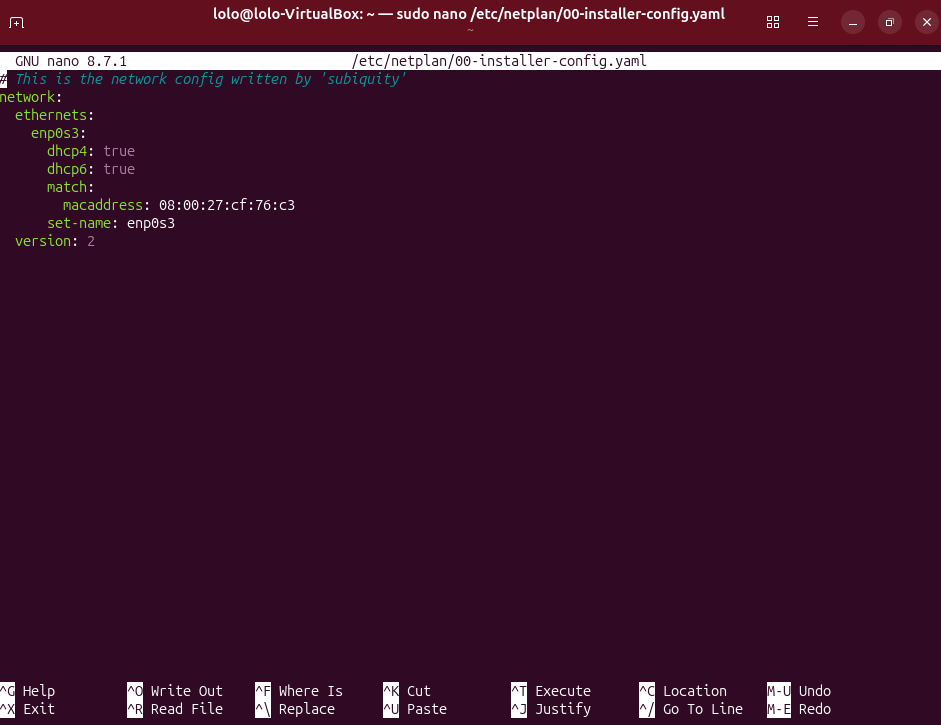 lolo@lolo-VirtualBox: ~ — sudo nano /etc/netplan/00-installer-config.yaml
~
GNU nano 8.7.1 /etc/netplan/00-installer-config.yaml
# This is the network config written by 'subiquity'
network:
  ethernets:
    enp0s3:
      dhcp4: true
      dhcp6: true
      match:
        macaddress: 08:00:27:cf:76:c3
      set-name: enp0s3
  version: 2
^G Help ^O Write Out ^F Where Is ^K Cut ^T Execute ^C Location M-U Undo
^X Exit ^R Read File ^\ Replace ^U Paste ^J Justify ^/ Go To Line M-E Redo